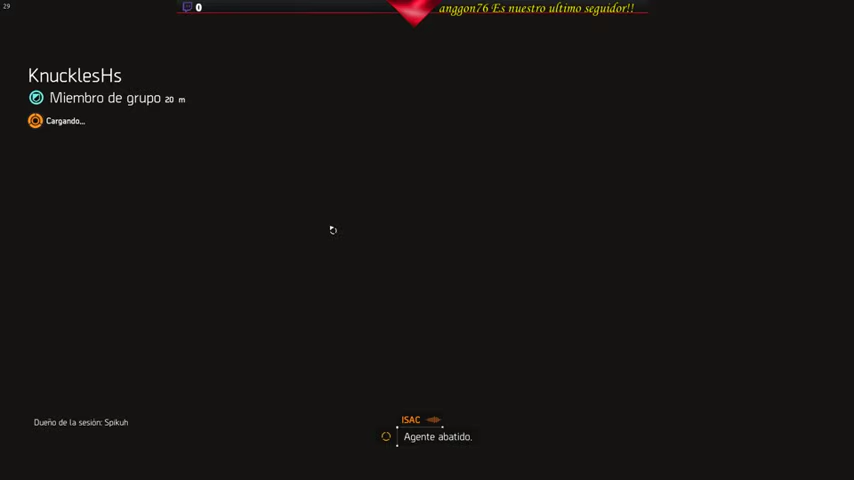 29
0
anggon76 Es nuestro ultimo seguidor!!
KnucklesHs
Miembro de grupo 20 m
Cargando...
Dueño de la sesión: Spikuh
ISAC
Agente abatido.